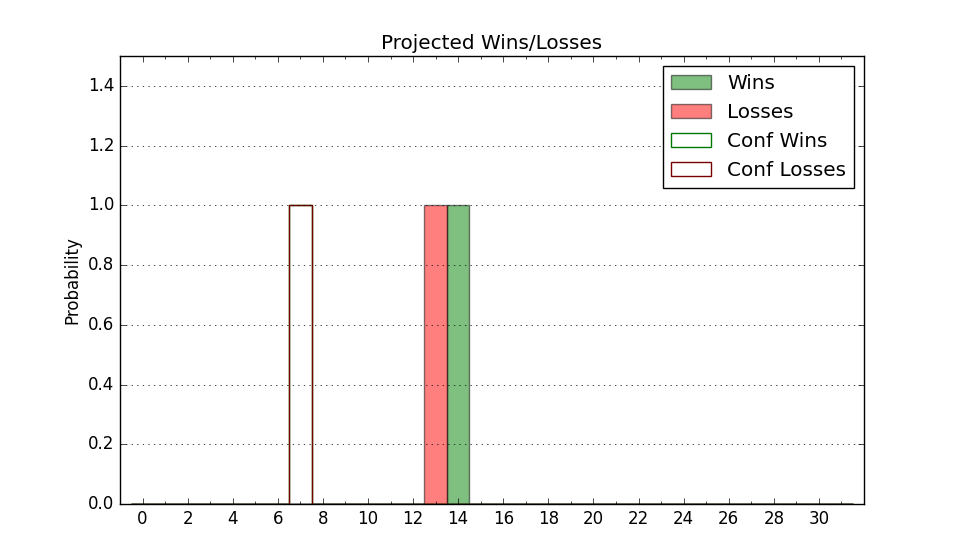 Projected Wins/Losses
Wins
Losses
Conf Wins
Conf Losses
Probability
1.4
1.2
1.0
0.8
0.6
0.4
0.2
0.0
0 2 4 6 8 10 12 14 16 18 20 22 24 26 28 30